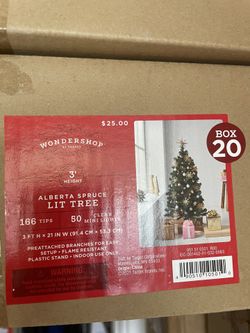 $25.00
BOX
20
WONDERSHOP
AT TARGET
3'
HEIGHT
ALBERTA SPRUCE
LIT TREE
166 TIPS
50 CLEAR
MINI LIGHTS
3 FT H × 21 IN W (91.4 CM × 53.3 CM)
PREATTACHED BRANCHES FOR EASY
SETUP • FLAME RESISTANT
PLASTIC STAND • INDOOR USE ONLY
WARNING: